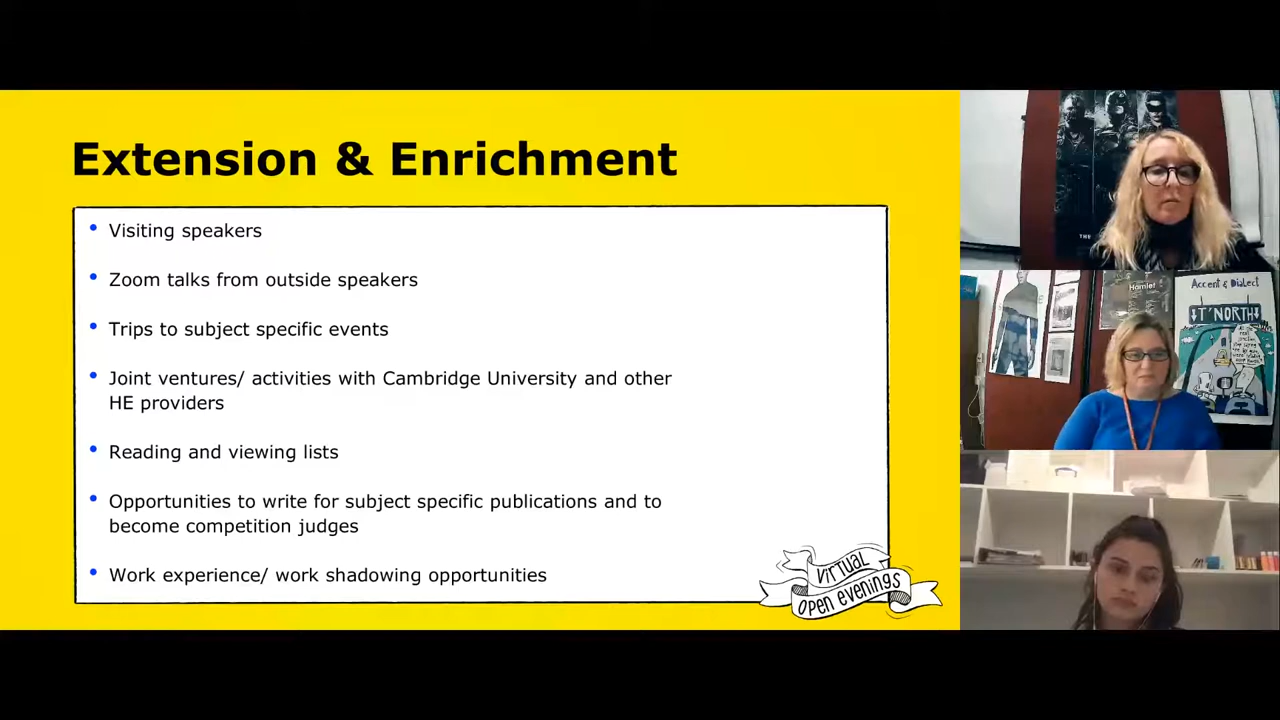 Extension & Enrichment
• Visiting speakers
• Zoom talks from outside speakers
• Trips to subject specific events
• Joint ventures/ activities with Cambridge University and other
HE providers
• Reading and viewing lists
• Opportunities to write for subject specific publications and to
become competition judges
• Work experience/ work shadowing opportunities
VIRTUAL
OPEN EVENINGS
THE
Hamlet
Accent & Dialect
T'NORTH